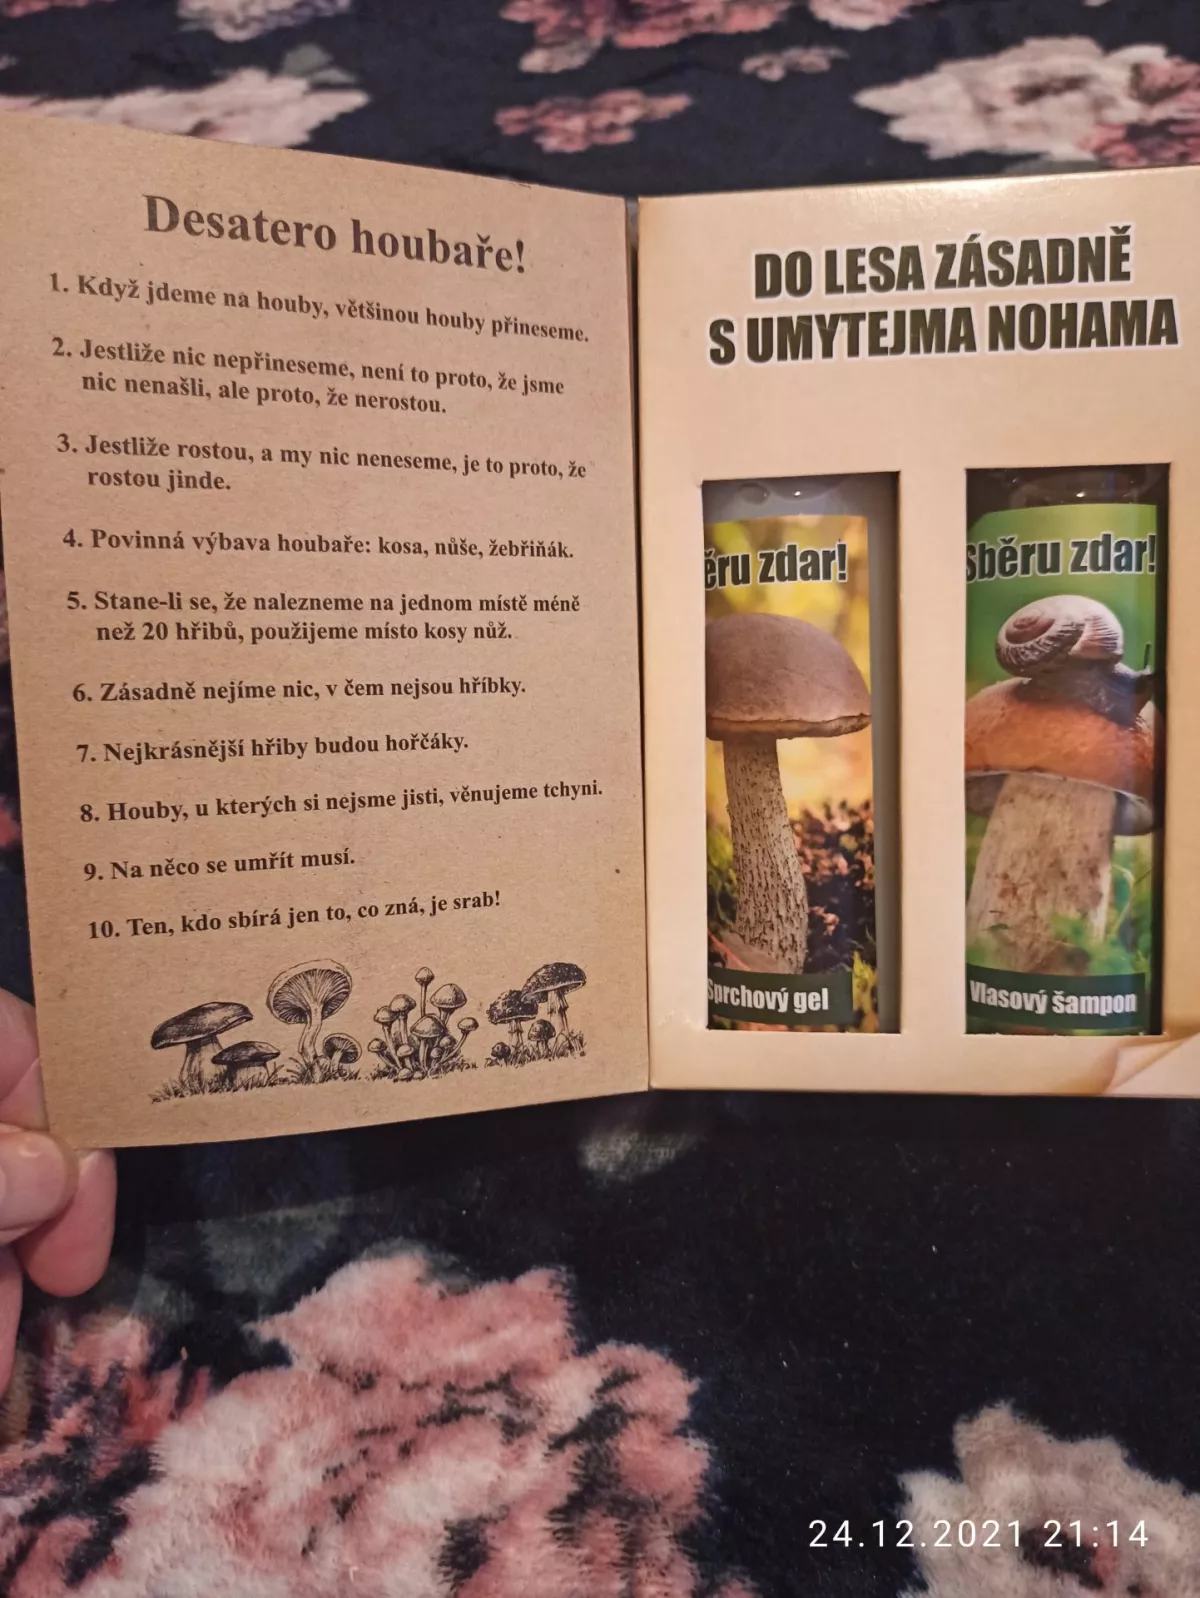 Desatero houbaře!
1. Když jdeme na houby, většinou houby přineseme.
2. Jestliže nic nepřineseme, není to proto, že jsme
nic nenašli, ale proto, že nerostou.
3. Jestliže rostou, a my nic neneseme, je to proto, že
rostou jinde.
4. Povinná výbava houbaře: kosa, nůše, žebřiňák.
5. Stane-li se, že nalezneme na jednom místě méně
než 20 hřibů, použijeme místo kosy nůž.
6. Zásadně nejíme nic, v čem nejsou hříbky.
7. Nejkrásnější hřiby budou hořčáky.
8. Houby, u kterých si nejsme jisti, věnujeme tchyni.
9. Na něco se umřít musí.
10. Ten, kdo sbírá jen to, co zná, je srab!
DO LESA ZÁSADNĚ
S UMYTEJMA NOHAMA
ěru zdar!
Sprchový gel
Sběru zdar!
Vlasový šampon
24.12.2021 21:14